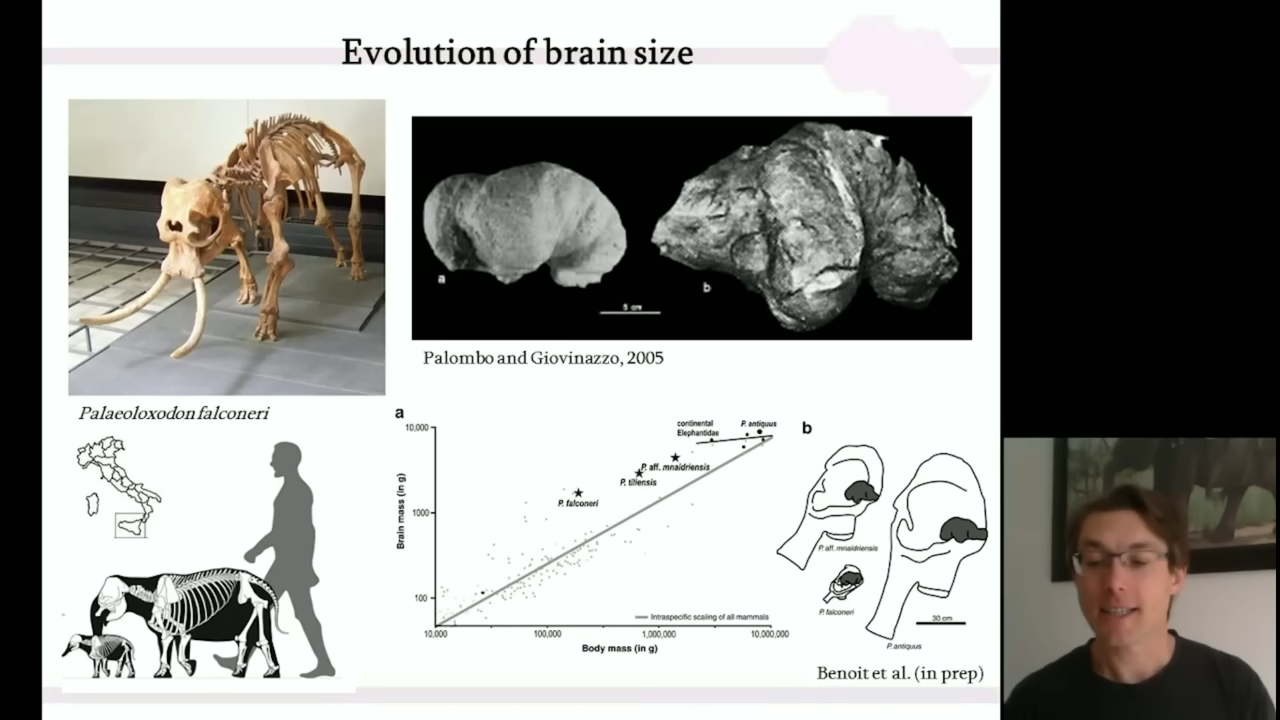 Evolution of brain size
a
b
5 cm
Palombo and Giovinazzo, 2005
Palaeoloxodon falconeri
a
b
10,000
1000
100
Brain mass (in g)
continental
Elephantidae
P. antiquus
P. aff. mnaidriensis
P. tiliensis
P. falconeri
Intraspecific scaling of all mammals
10,000
100,000
1,000,000
10,000,000
Body mass (in g)
P. aff. mnaidriensis
P. falconeri
P. antiquus
30 cm
Benoit et al. (in prep)